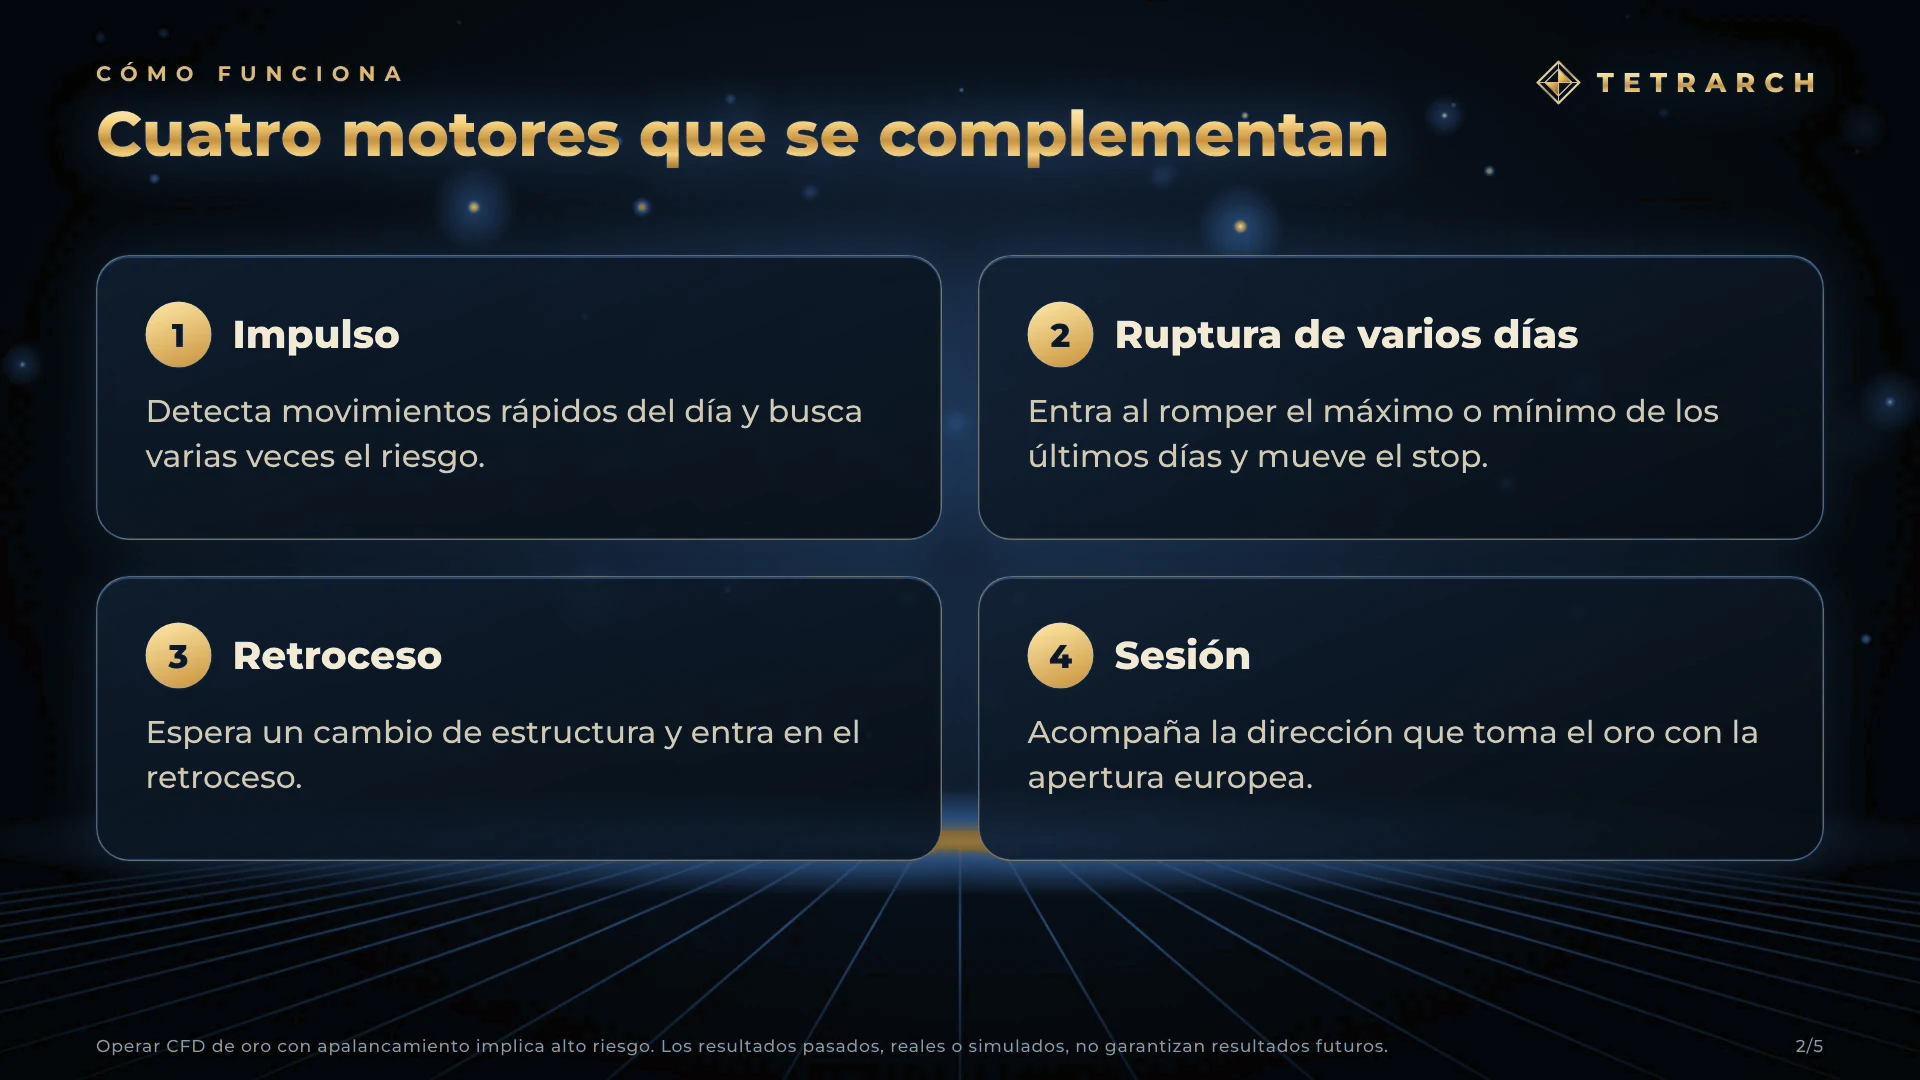 CÓMO FUNCIONA
TETRARCH
Cuatro motores que se complementan
1 Impulso
Detecta movimientos rápidos del día y busca
varias veces el riesgo.
2 Ruptura de varios días
Entra al romper el máximo o mínimo de los
últimos días y mueve el stop.
3 Retroceso
Espera un cambio de estructura y entra en el
retroceso.
4 Sesión
Acompaña la dirección que toma el oro con la
apertura europea.
Operar CFD de oro con apalancamiento implica alto riesgo. Los resultados pasados, reales o simulados, no garantizan resultados futuros.
2/5